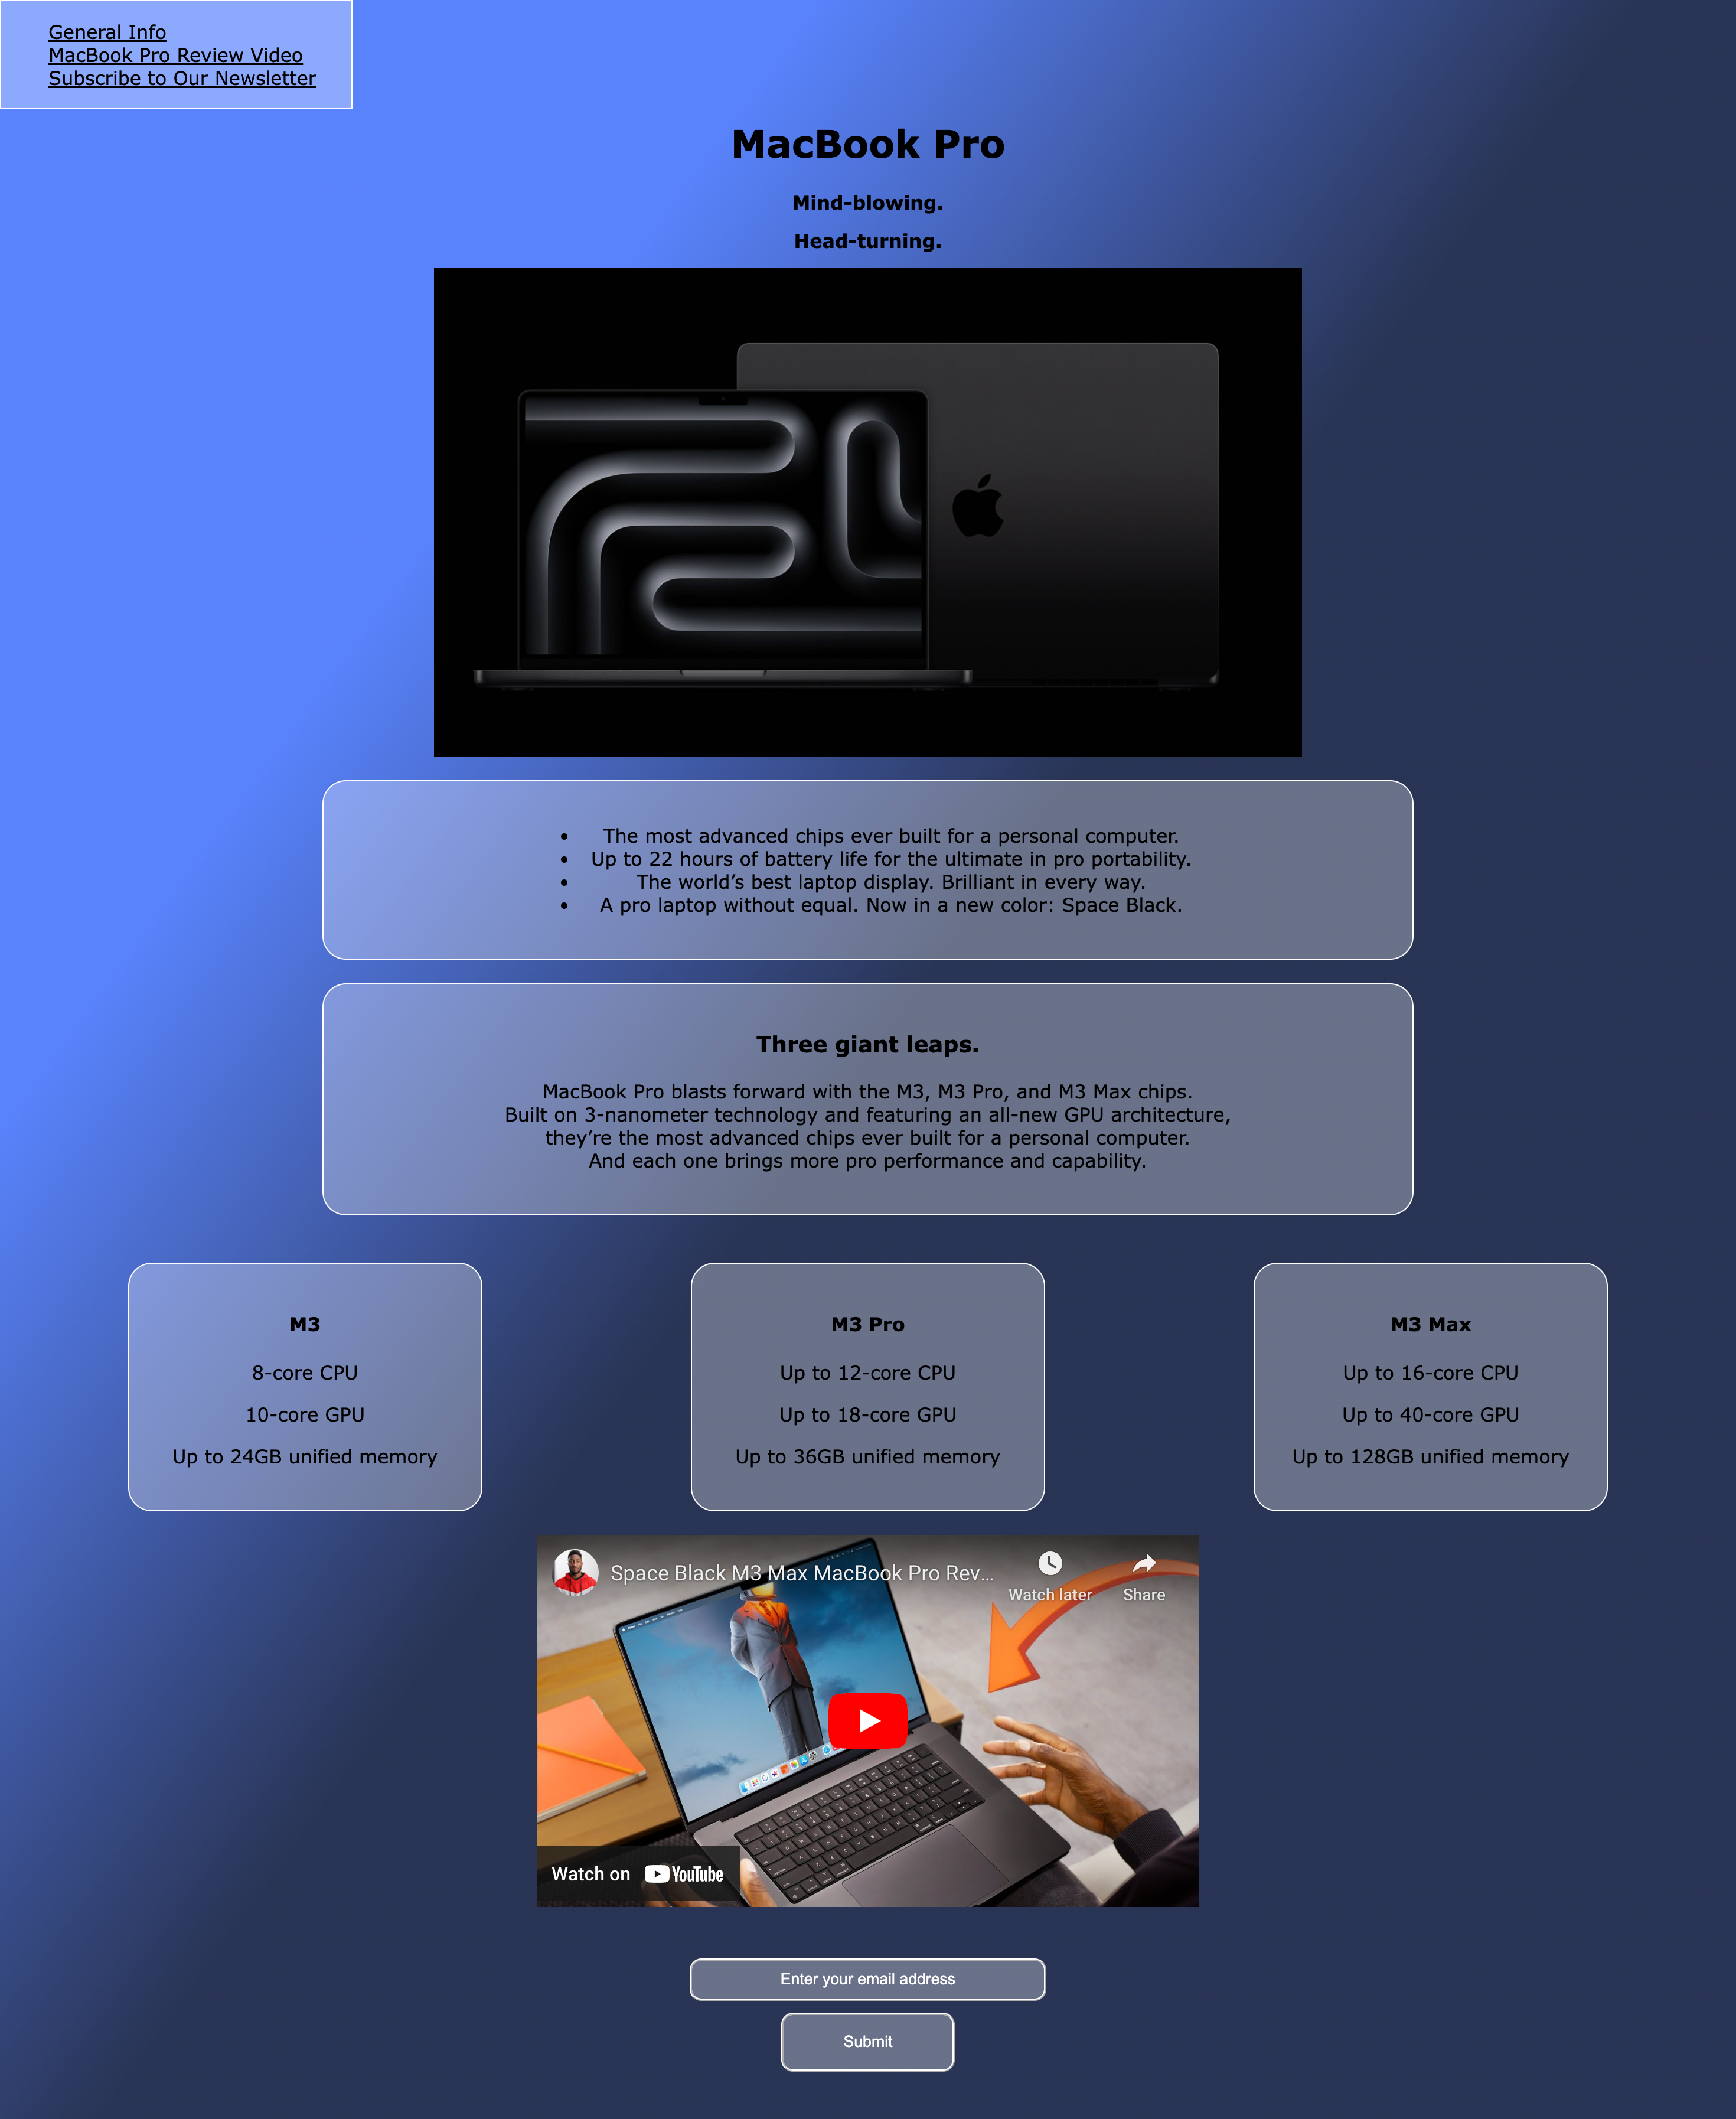 General Info
MacBook Pro Review Video
Subscribe to Our Newsletter
MacBook Pro
Mind-blowing.
Head-turning.
The most advanced chips ever built for a personal computer.
Up to 22 hours of battery life for the ultimate in pro portability.
The world’s best laptop display. Brilliant in every way.
A pro laptop without equal. Now in a new color: Space Black.
Three giant leaps.
MacBook Pro blasts forward with the M3, M3 Pro, and M3 Max chips.
Built on 3-nanometer technology and featuring an all-new GPU architecture,
they’re the most advanced chips ever built for a personal computer.
And each one brings more pro performance and capability.
M3
8-core CPU
10-core GPU
Up to 24GB unified memory
M3 Pro
Up to 12-core CPU
Up to 18-core GPU
Up to 36GB unified memory
M3 Max
Up to 16-core CPU
Up to 40-core GPU
Up to 128GB unified memory
Space Black M3 Max MacBook Pro Rev...
Watch later
Share
Watch on YouTube
Enter your email address
Submit